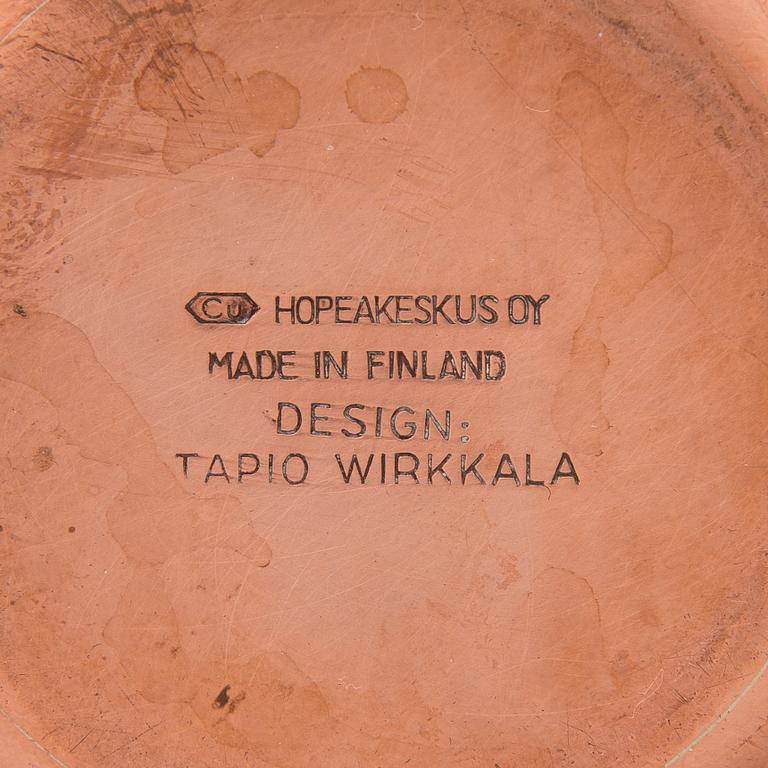 Cu HOPEAKESKUS OY
MADE IN FINLAND
DESIGN:
TAPIO WIRKKALA